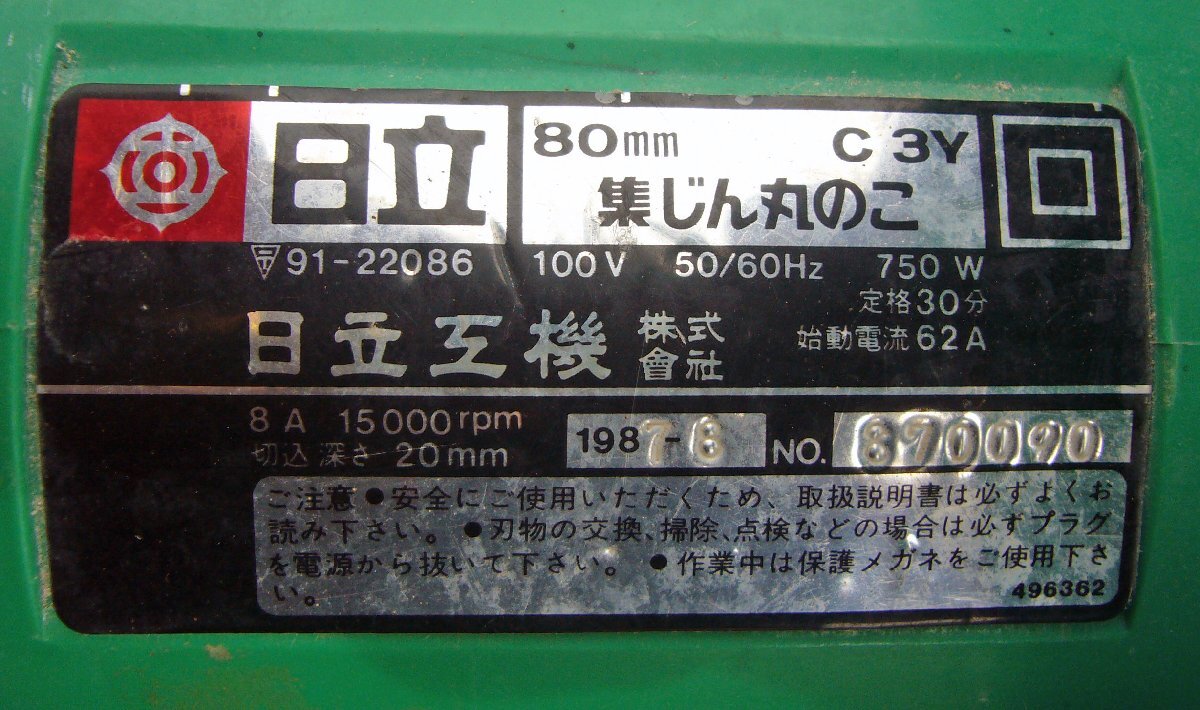 日立
80mm C 3Y
集じん丸のこ
〒91-22086 100V 50/60Hz 750 W
定格30分
始動電流62A
日立工機 株式會社
8 A 15000rpm
切込深さ 20mm
1987-8 NO. 890090
ご注意●安全にご使用いただくため、取扱説明書は必ずよくお
読み下さい。●刃物の交換、掃除、点検などの場合は必ずプラグ
を電源から抜いて下さい。●作業中は保護メガネをご使用下さ
い。
496362